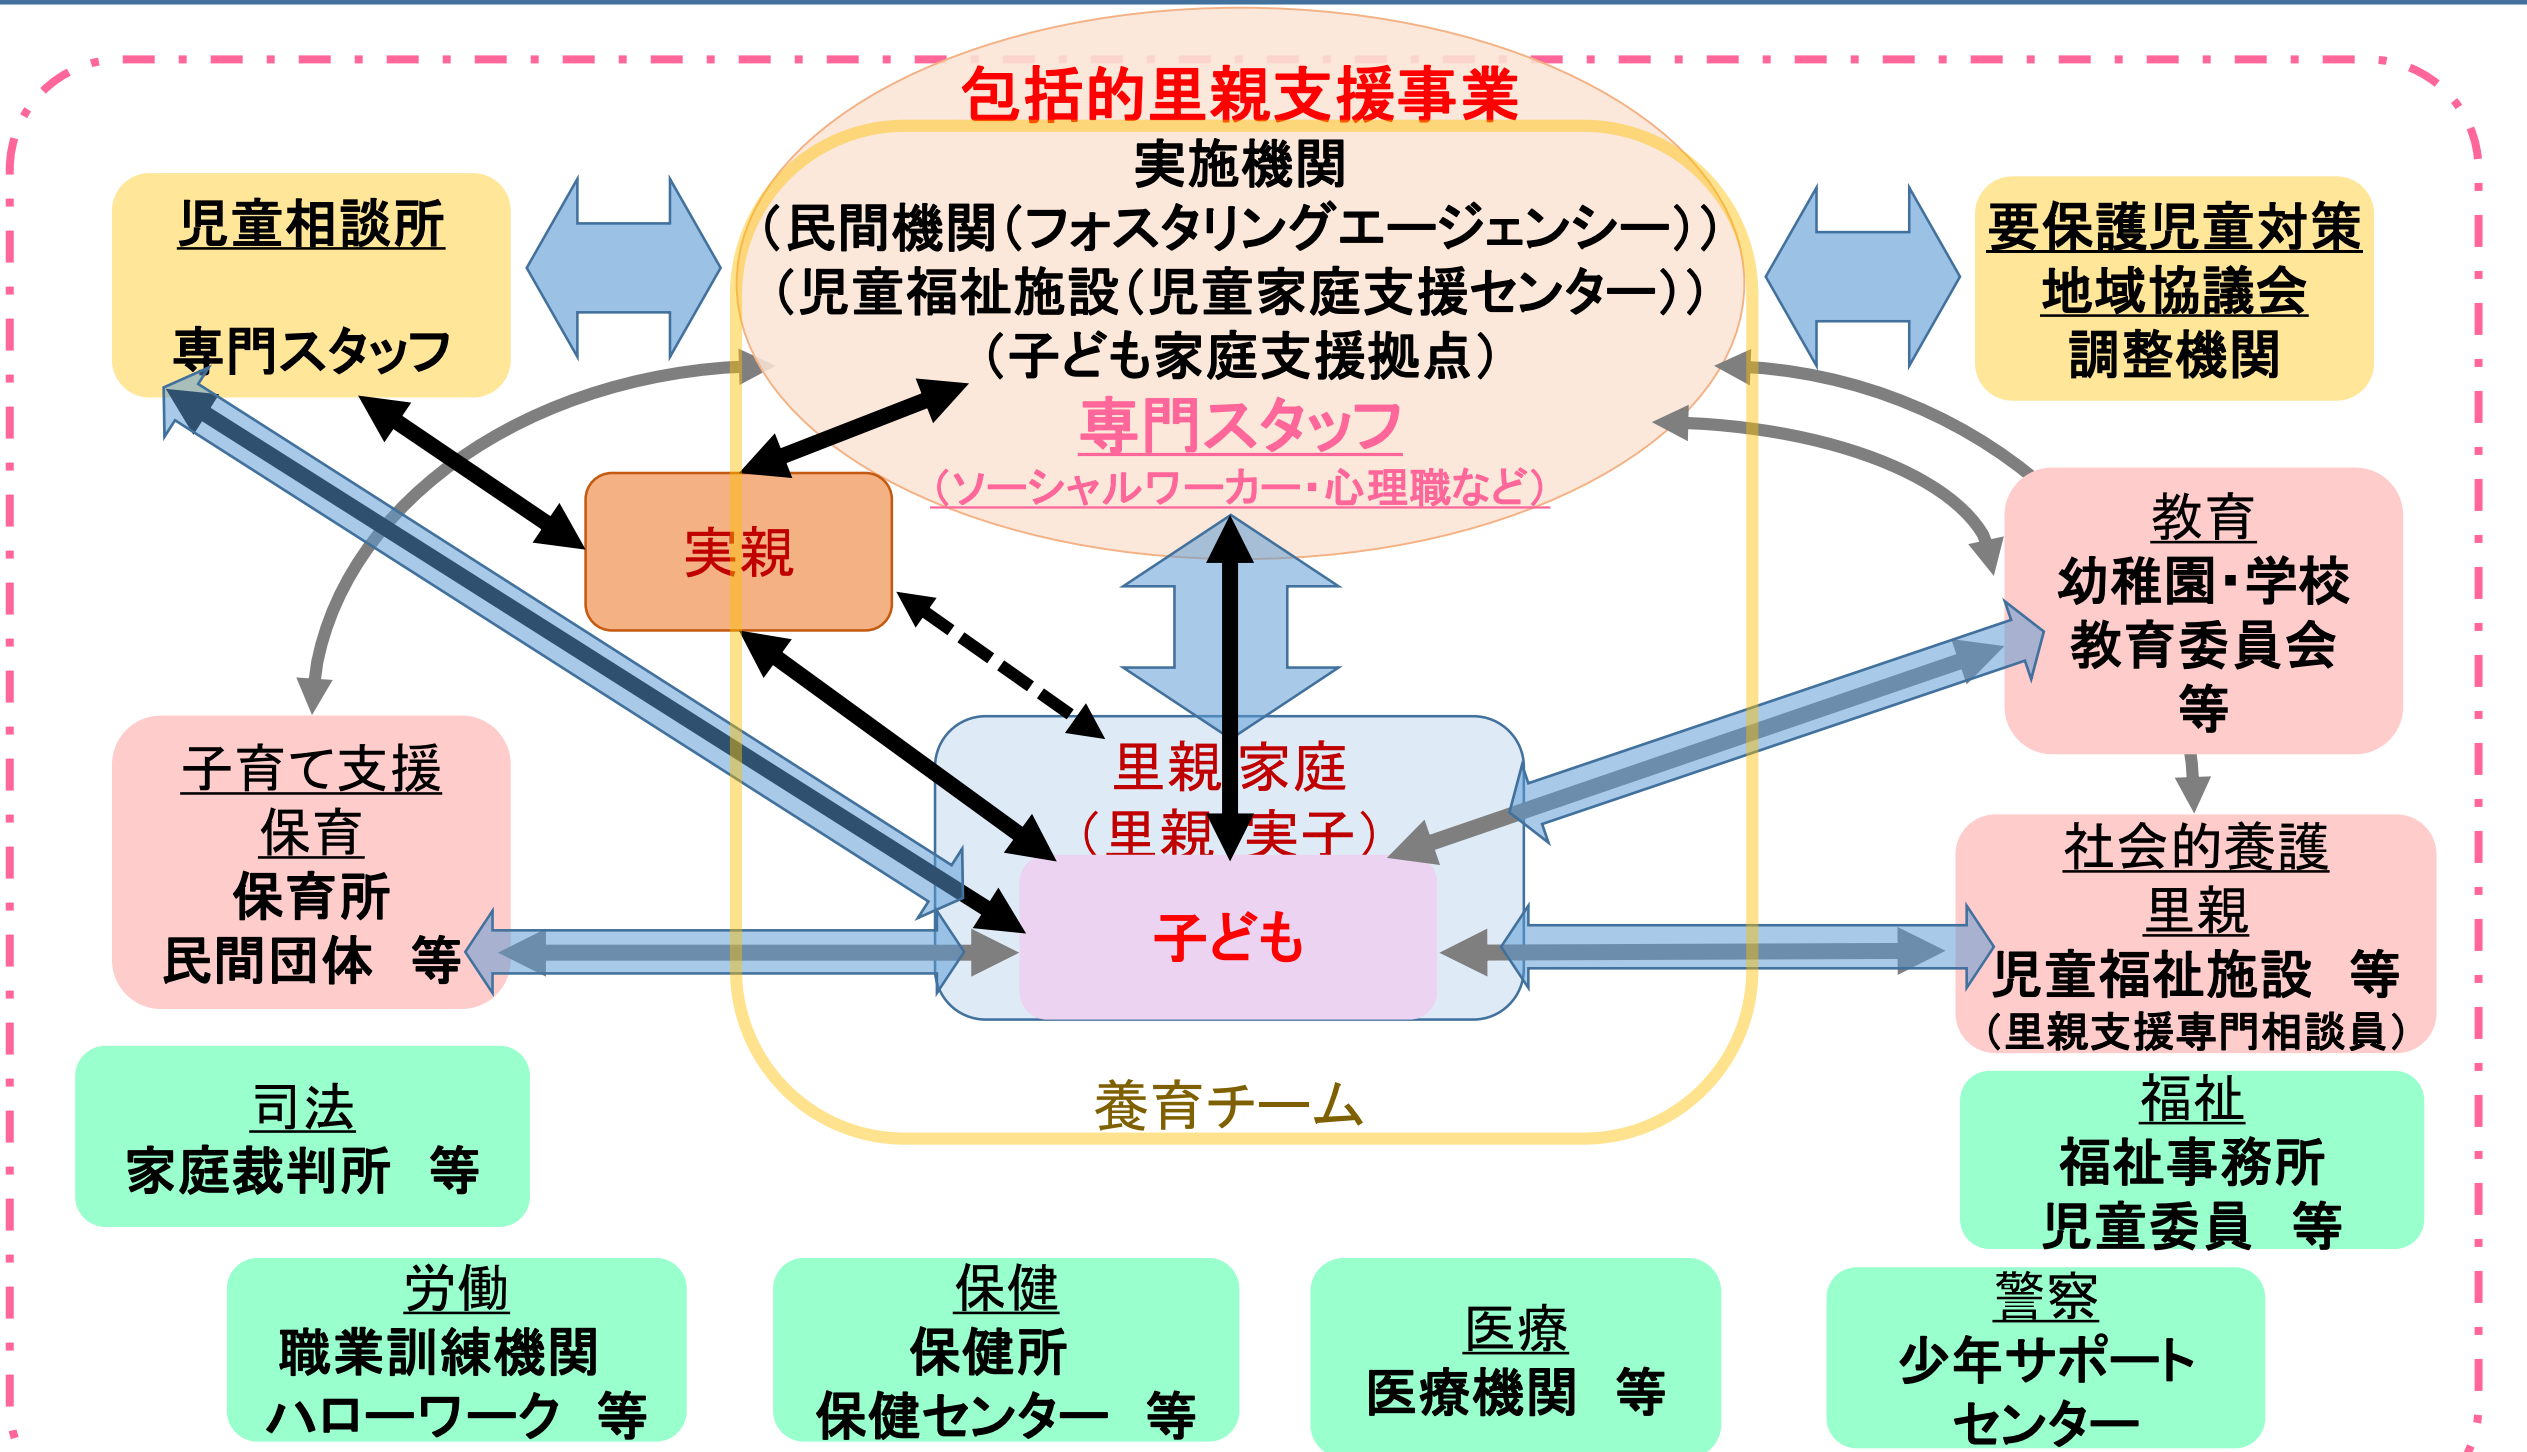 包括的里親支援事業
実施機関
（民間機関（フォスタリングエージェンシー））
（児童福祉施設（児童家庭支援センター））
（子ども家庭支援拠点）
専門スタッフ
（ソーシャルワーカー・心理職など）
児童相談所
専門スタッフ
要保護児童対策
地域協議会
調整機関
実親
教育
幼稚園・学校
教育委員会
等
里親家庭
（里親 実子）
子ども
養育チーム
子育て支援
保育
保育所
民間団体　等
社会的養護
里親
児童福祉施設　等
（里親支援専門相談員）
司法
家庭裁判所　等
福祉
福祉事務所
児童委員　等
労働
職業訓練機関
ハローワーク　等
保健
保健所
保健センター　等
医療
医療機関　等
警察
少年サポート
センター